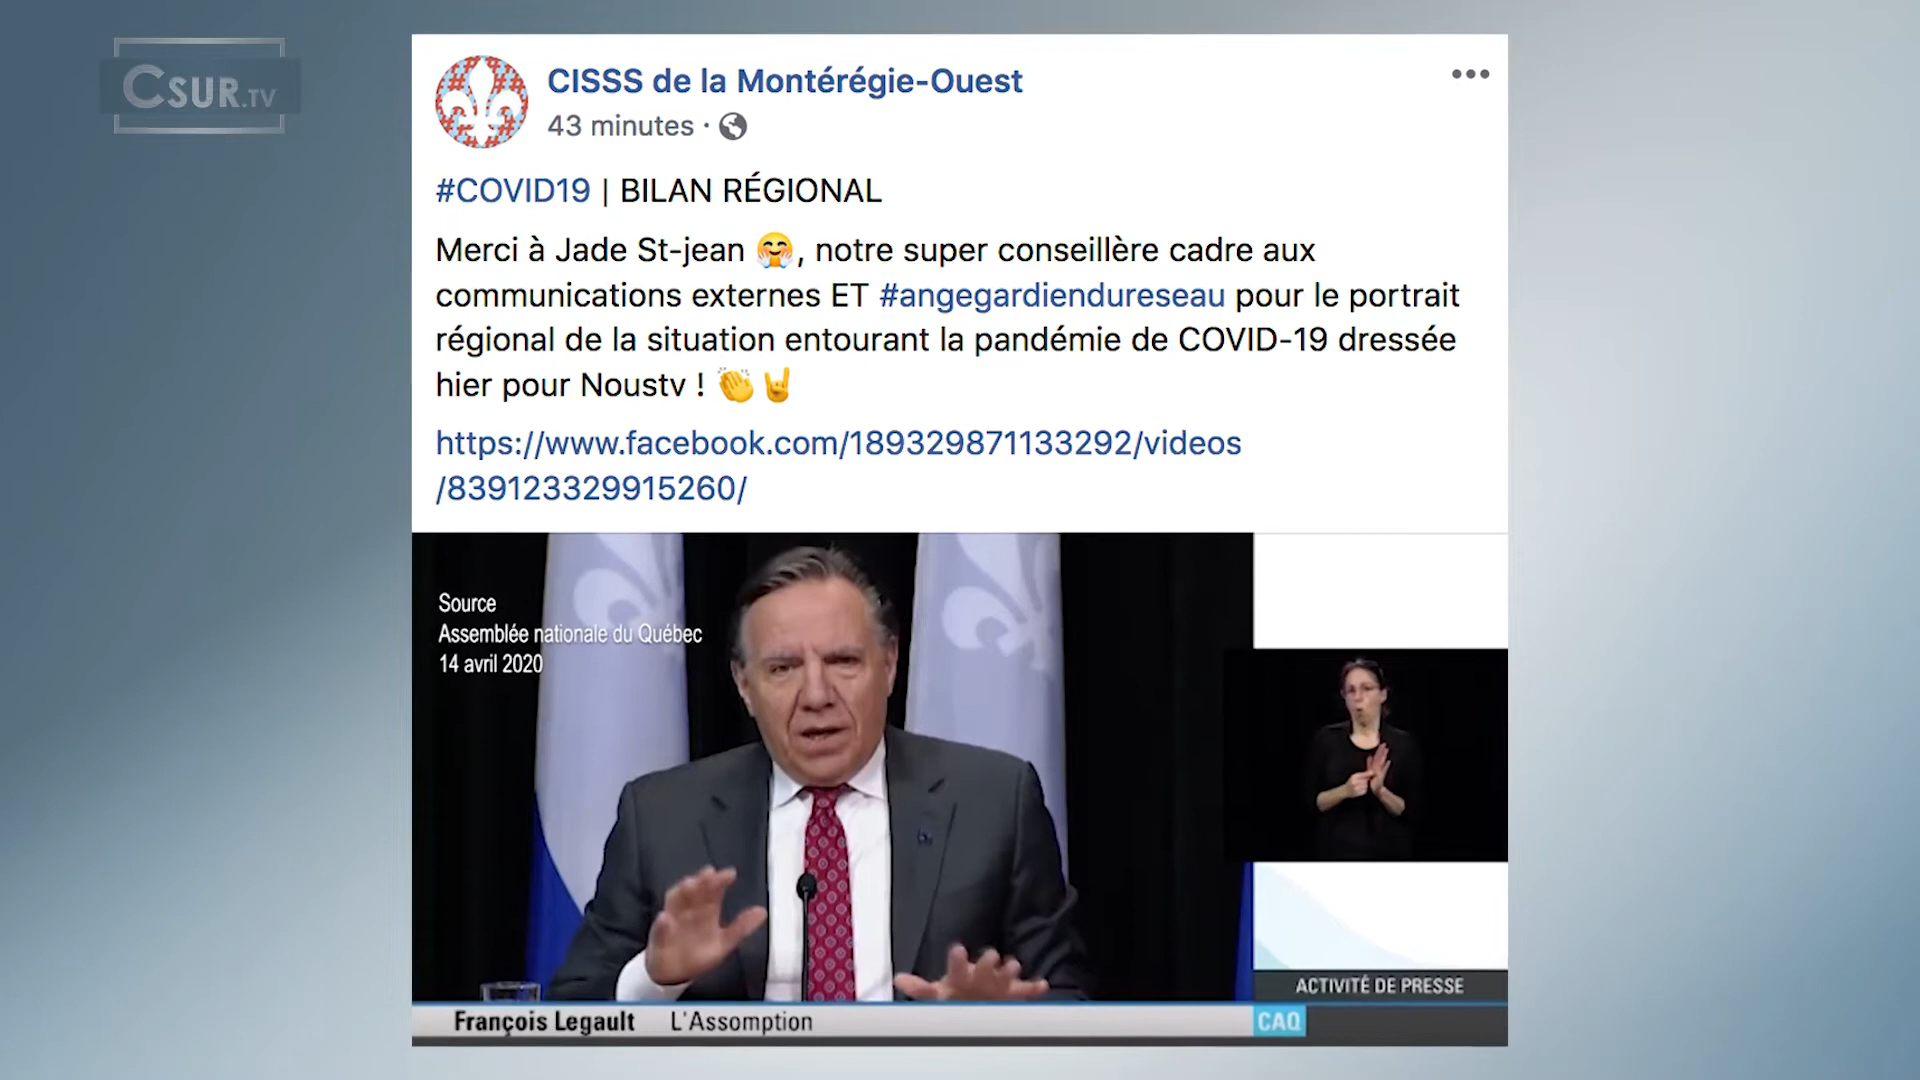 CSUR.TV
CISSS de la Montérégie-Ouest
43 minutes ·
#COVID19 | BILAN RÉGIONAL
Merci à Jade St-jean 🤗, notre super conseillère cadre aux
communications externes ET #angegardiendureseau pour le portrait
régional de la situation entourant la pandémie de COVID-19 dressée
hier pour Noustv ! 👏🤘
https://www.facebook.com/189329871133292/videos
/839123329915260/
Source
Assemblée nationale du Québec
14 avril 2020
ACTIVITÉ DE PRESSE
François Legault L'Assomption CAQ